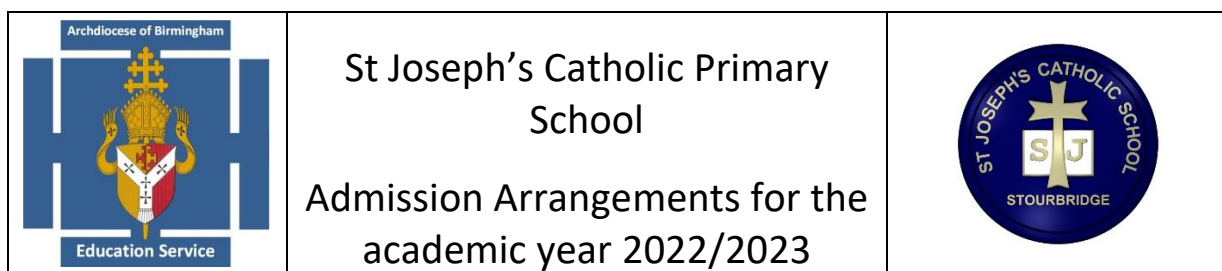 Archdiocese of Birmingham
Education Service
St Joseph’s Catholic Primary
School
Admission Arrangements for the
academic year 2022/2023
ST JOSEPH'S CATHOLIC SCHOOL
S J
STOURBRIDGE